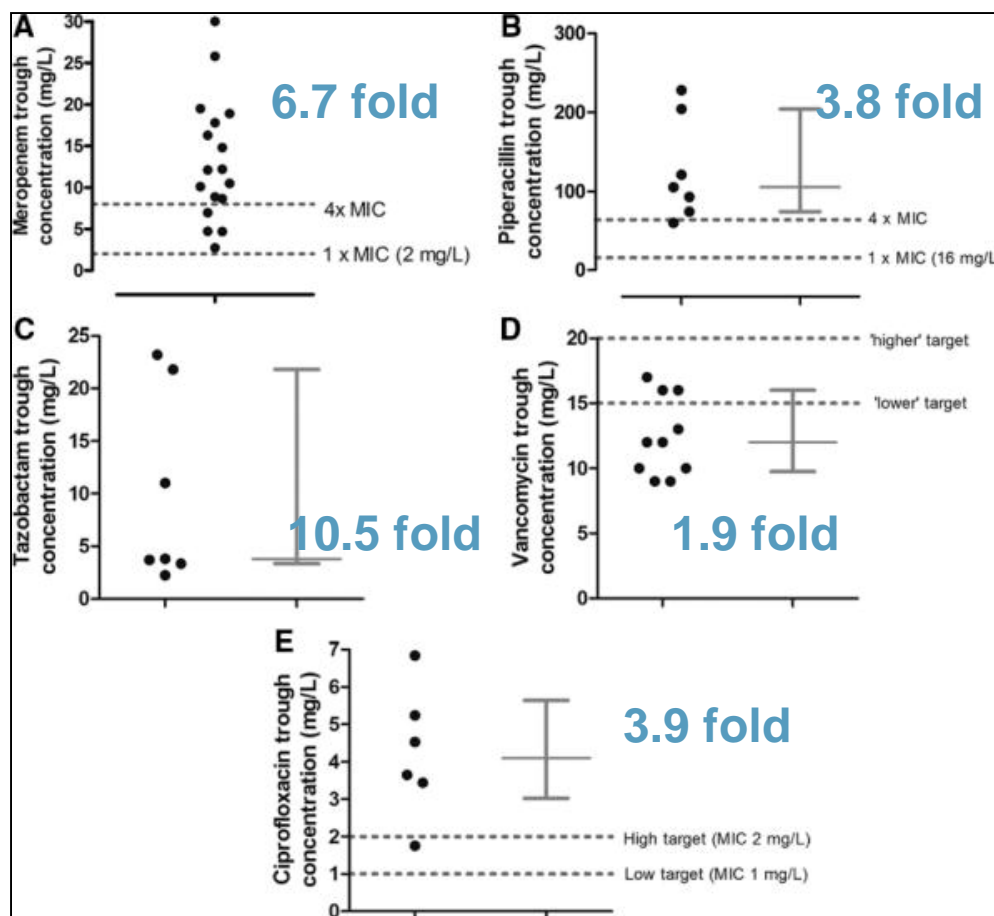 A
Meropenem trough
concentration (mg/L)
30
25
20
15
10
5
0
6.7 fold
4x MIC
1 x MIC (2 mg/L)
B
Piperacillin trough
concentration (mg/L)
300
200
100
0
3.8 fold
4 x MIC
1 x MIC (16 mg/L
C
Tazobactam trough
concentration (mg/L)
25
20
15
10
5
0
10.5 fold
D
Vancomycin trough
concentration (mg/L)
20
15
10
5
0
'higher' target
'lower' target
1.9 fold
E
Ciprofloxacin trough
concentration (mg/L)
7
6
5
4
3
2
1
0
3.9 fold
High target (MIC 2 mg/L)
Low target (MIC 1 mg/L)